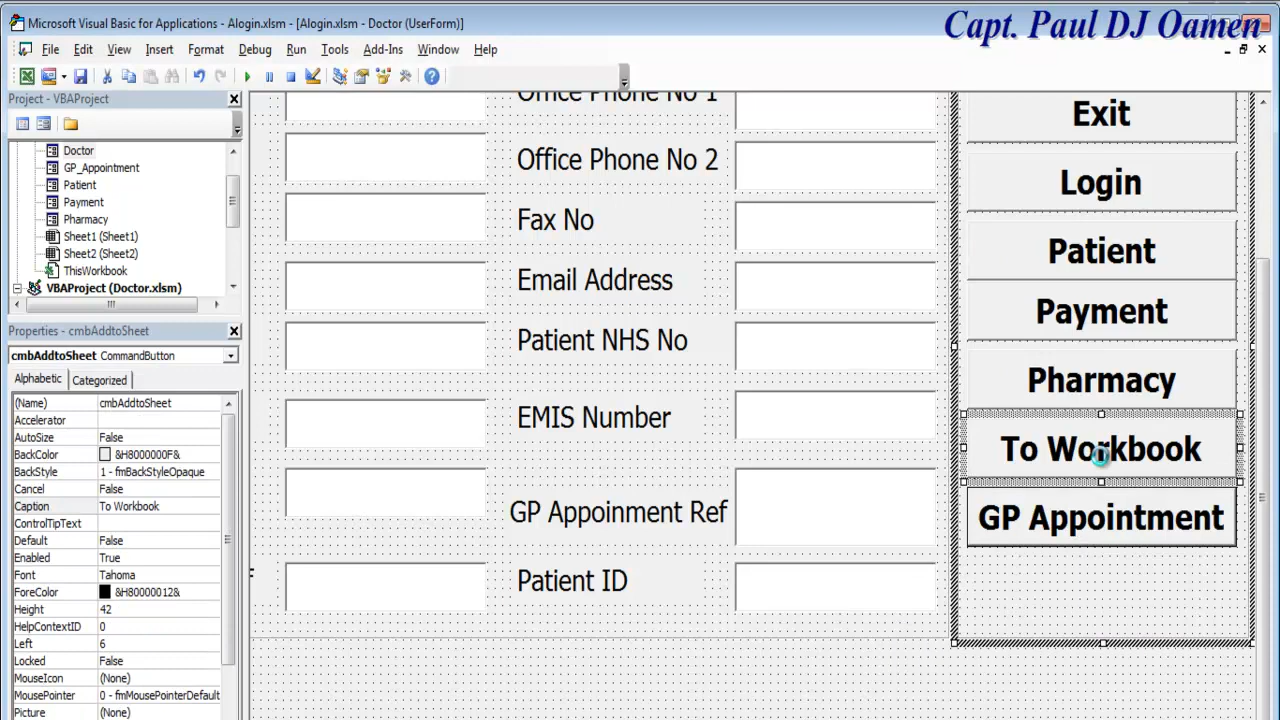 Microsoft Visual Basic for Applications - Alogin.xlsm - [Alogin.xlsm - Doctor (UserForm)]
Capt. Paul DJ Oamen
File Edit View Insert Format Debug Run Tools Add-Ins Window Help
Project - VBAProject
Doctor
GP_Appointment
Patient
Payment
Pharmacy
Sheet1 (Sheet1)
Sheet2 (Sheet2)
ThisWorkbook
VBAProject (Doctor.xlsm)
Properties - cmbAddtoSheet
cmbAddtoSheet CommandButton
Alphabetic Categorized
(Name) cmbAddtoSheet
Accelerator
AutoSize False
BackColor &H8000000F&
BackStyle 1 - fmBackStyleOpaque
Cancel False
Caption To Workbook
ControlTipText
Default False
Enabled True
Font Tahoma
ForeColor &H80000012&
Height 42
HelpContextID 0
Left 6
Locked False
MouseIcon (None)
MousePointer 0 - fmMousePointerDefault
Picture (None)
Office Phone No 1
Office Phone No 2
Fax No
Email Address
Patient NHS No
EMIS Number
GP Appoinment Ref
Patient ID
Exit
Login
Patient
Payment
Pharmacy
To Workbook
GP Appointment